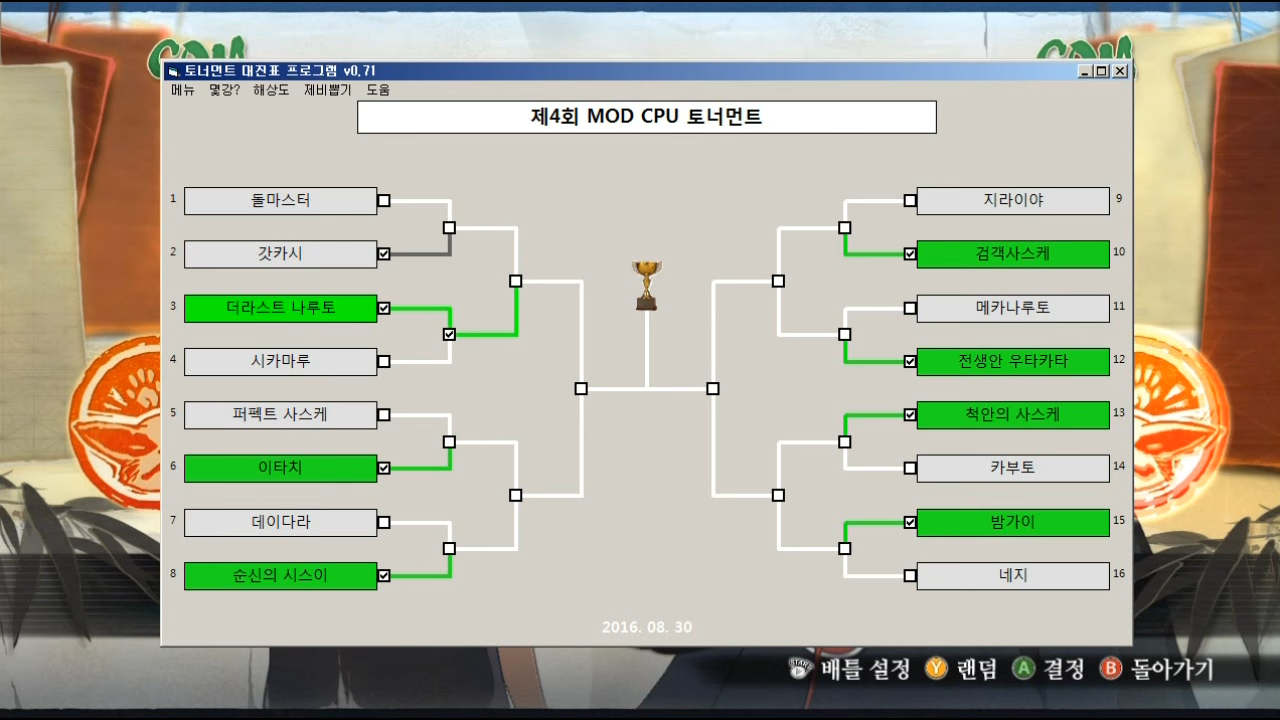 COM
COM
토너먼트 대진표 프로그램 v0.71
메뉴 몇강? 해상도 제비뽑기 도움
제4회 MOD CPU 토너먼트
1 돌마스터
2 갓카시
3 더라스트 나루토
4 시카마루
5 퍼펙트 사스케
6 이타치
7 데이다라
8 순신의 시스이
지라이야 9
검객사스케 10
메카나루토 11
전생안 우타카타 12
척안의 사스케 13
카부토 14
밤가이 15
네지 16
2016. 08. 30
START 배틀 설정 Y 랜덤 A 결정 B 돌아가기